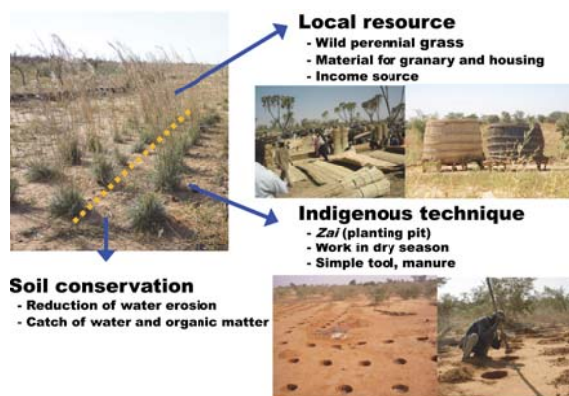 Local resource
- Wild perennial grass
- Material for granary and housing
- Income source
Indigenous technique
- Zai (planting pit)
- Work in dry season
- Simple tool, manure
Soil conservation
- Reduction of water erosion
- Catch of water and organic matter